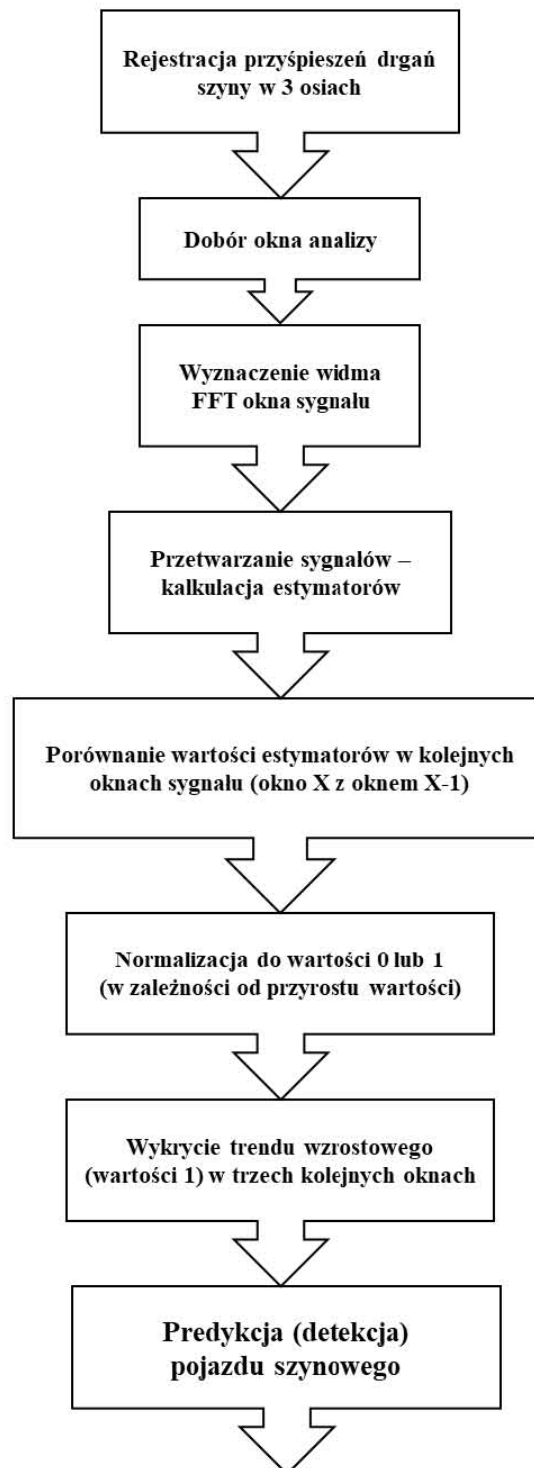 Rejestracja przyśpieszeń drgań
szyny w 3 osiach
Dobór okna analizy
Wyznaczenie widma
FFT okna sygnału
Przetwarzanie sygnałów –
kalkulacja estymatorów
Porównanie wartości estymatorów w kolejnych
oknach sygnału (okno X z oknem X-1)
Normalizacja do wartości 0 lub 1
(w zależności od przyrostu wartości)
Wykrycie trendu wzrostowego
(wartości 1) w trzech kolejnych oknach
Predykcja (detekcja)
pojazdu szynowego